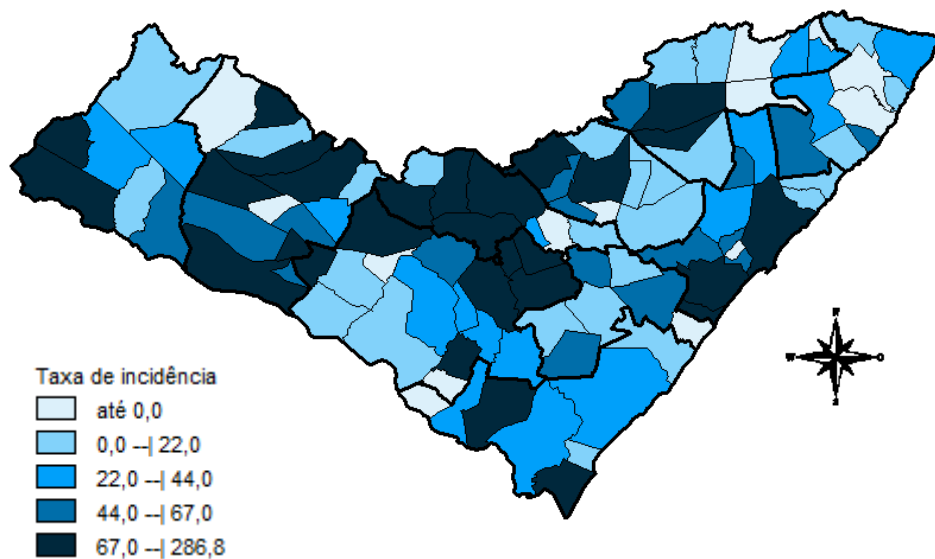 N
W
O
S
Taxa de incidência
até 0,0
0,0 --| 22,0
22,0 --| 44,0
44,0 --| 67,0
67,0 --| 286,8